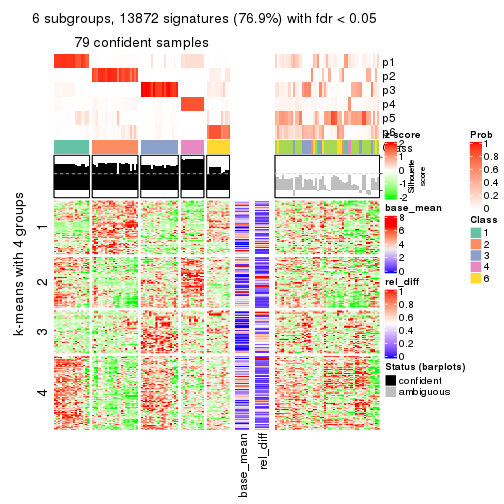 6 subgroups, 13872 signatures (76.9%) with fdr < 0.05
79 confident samples
p1
p2
p3
p4
p5
p6
Class
Silhouette
score
k-means with 4 groups
1
2
3
4
base_mean
rel_diff
z-score
2
1
0
-1
-2
base_mean
8
6
4
2
0
rel_diff
1
0.8
0.6
0.4
0.2
0
Status (barplots)
confident
ambiguous
Prob
1
0.8
0.6
0.4
0.2
0
Class
1
2
3
4
6